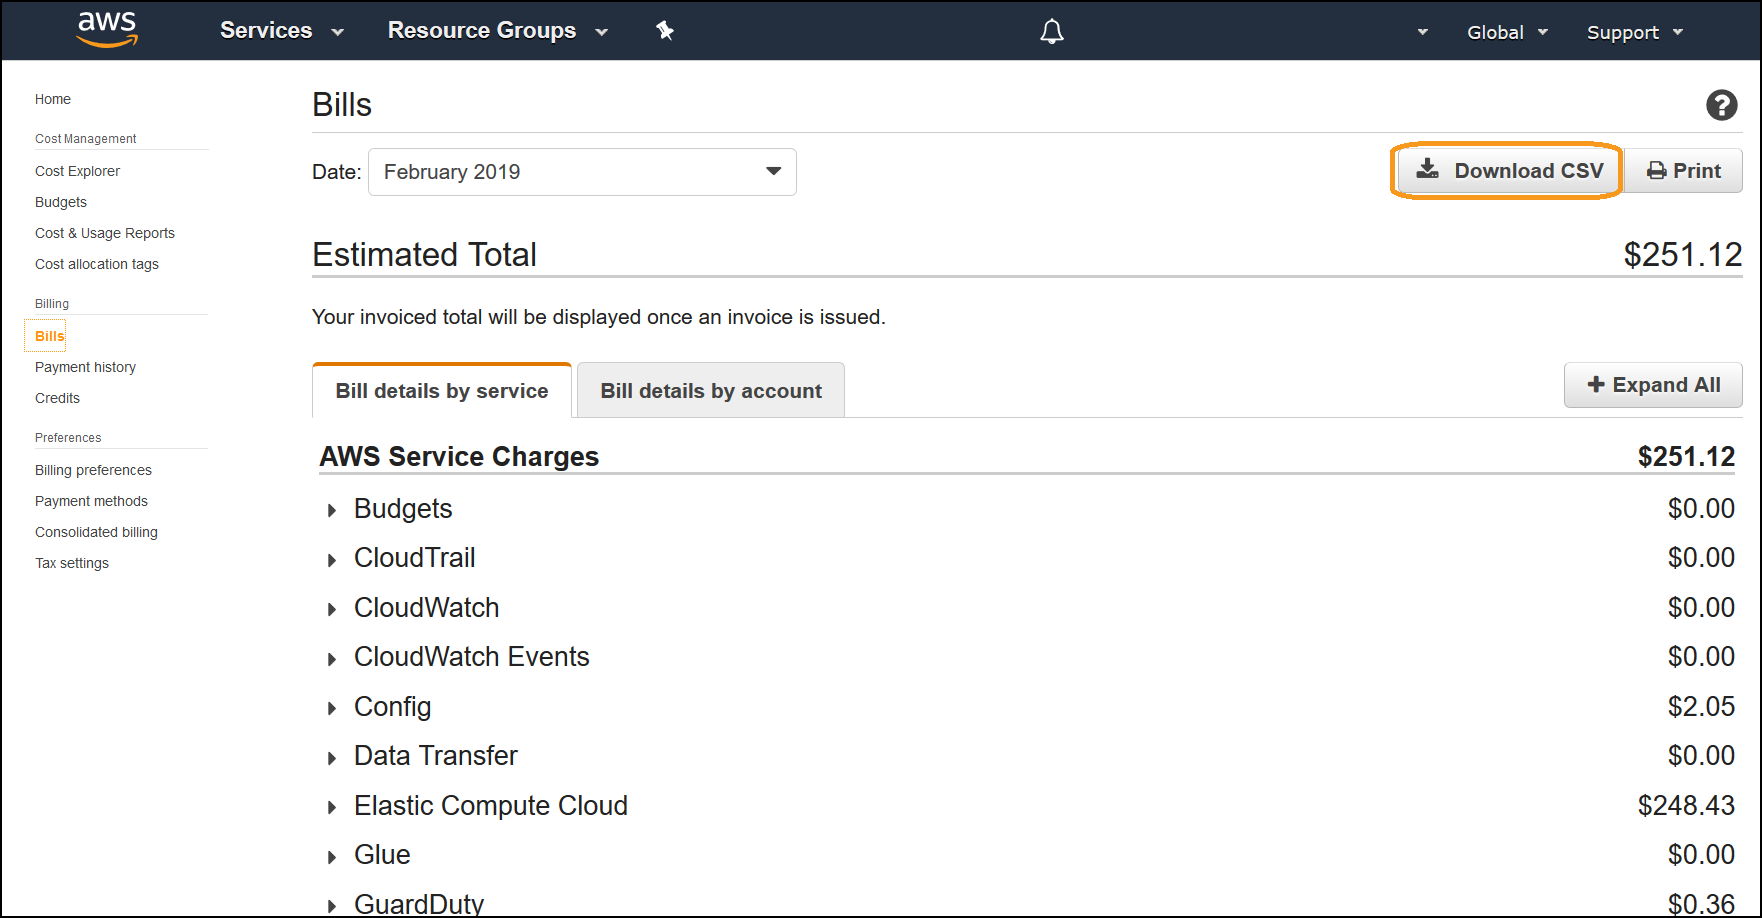 aws Services Resource Groups Global Support
Home
Cost Management
Cost Explorer
Budgets
Cost & Usage Reports
Cost allocation tags
Billing
Bills
Payment history
Credits
Preferences
Billing preferences
Payment methods
Consolidated billing
Tax settings
Bills
Date: February 2019 Download CSV Print
Estimated Total $251.12
Your invoiced total will be displayed once an invoice is issued.
Bill details by service Bill details by account Expand All
AWS Service Charges $251.12
Budgets $0.00
CloudTrail $0.00
CloudWatch $0.00
CloudWatch Events $0.00
Config $2.05
Data Transfer $0.00
Elastic Compute Cloud $248.43
Glue $0.00
GuardDuty $0.36